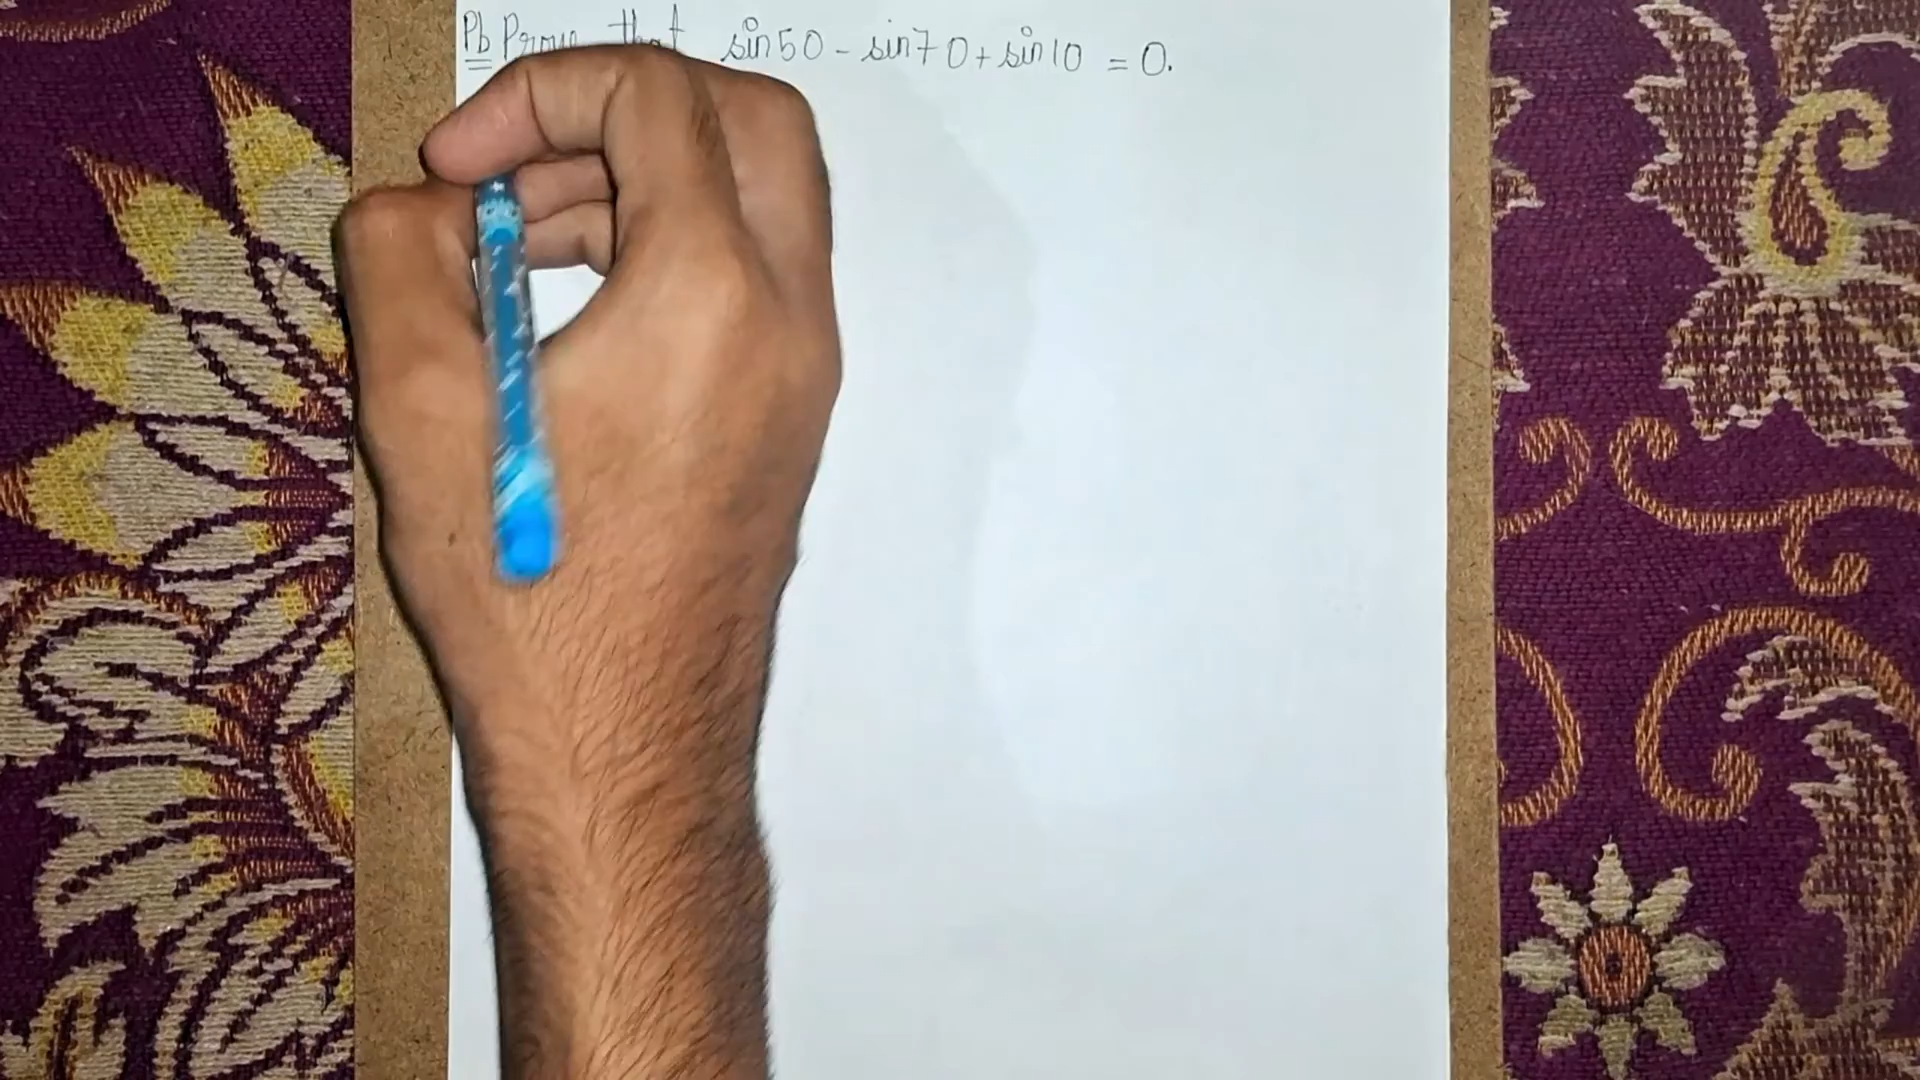 Pb Prove that sin50 - sin70 + sin10 = 0.